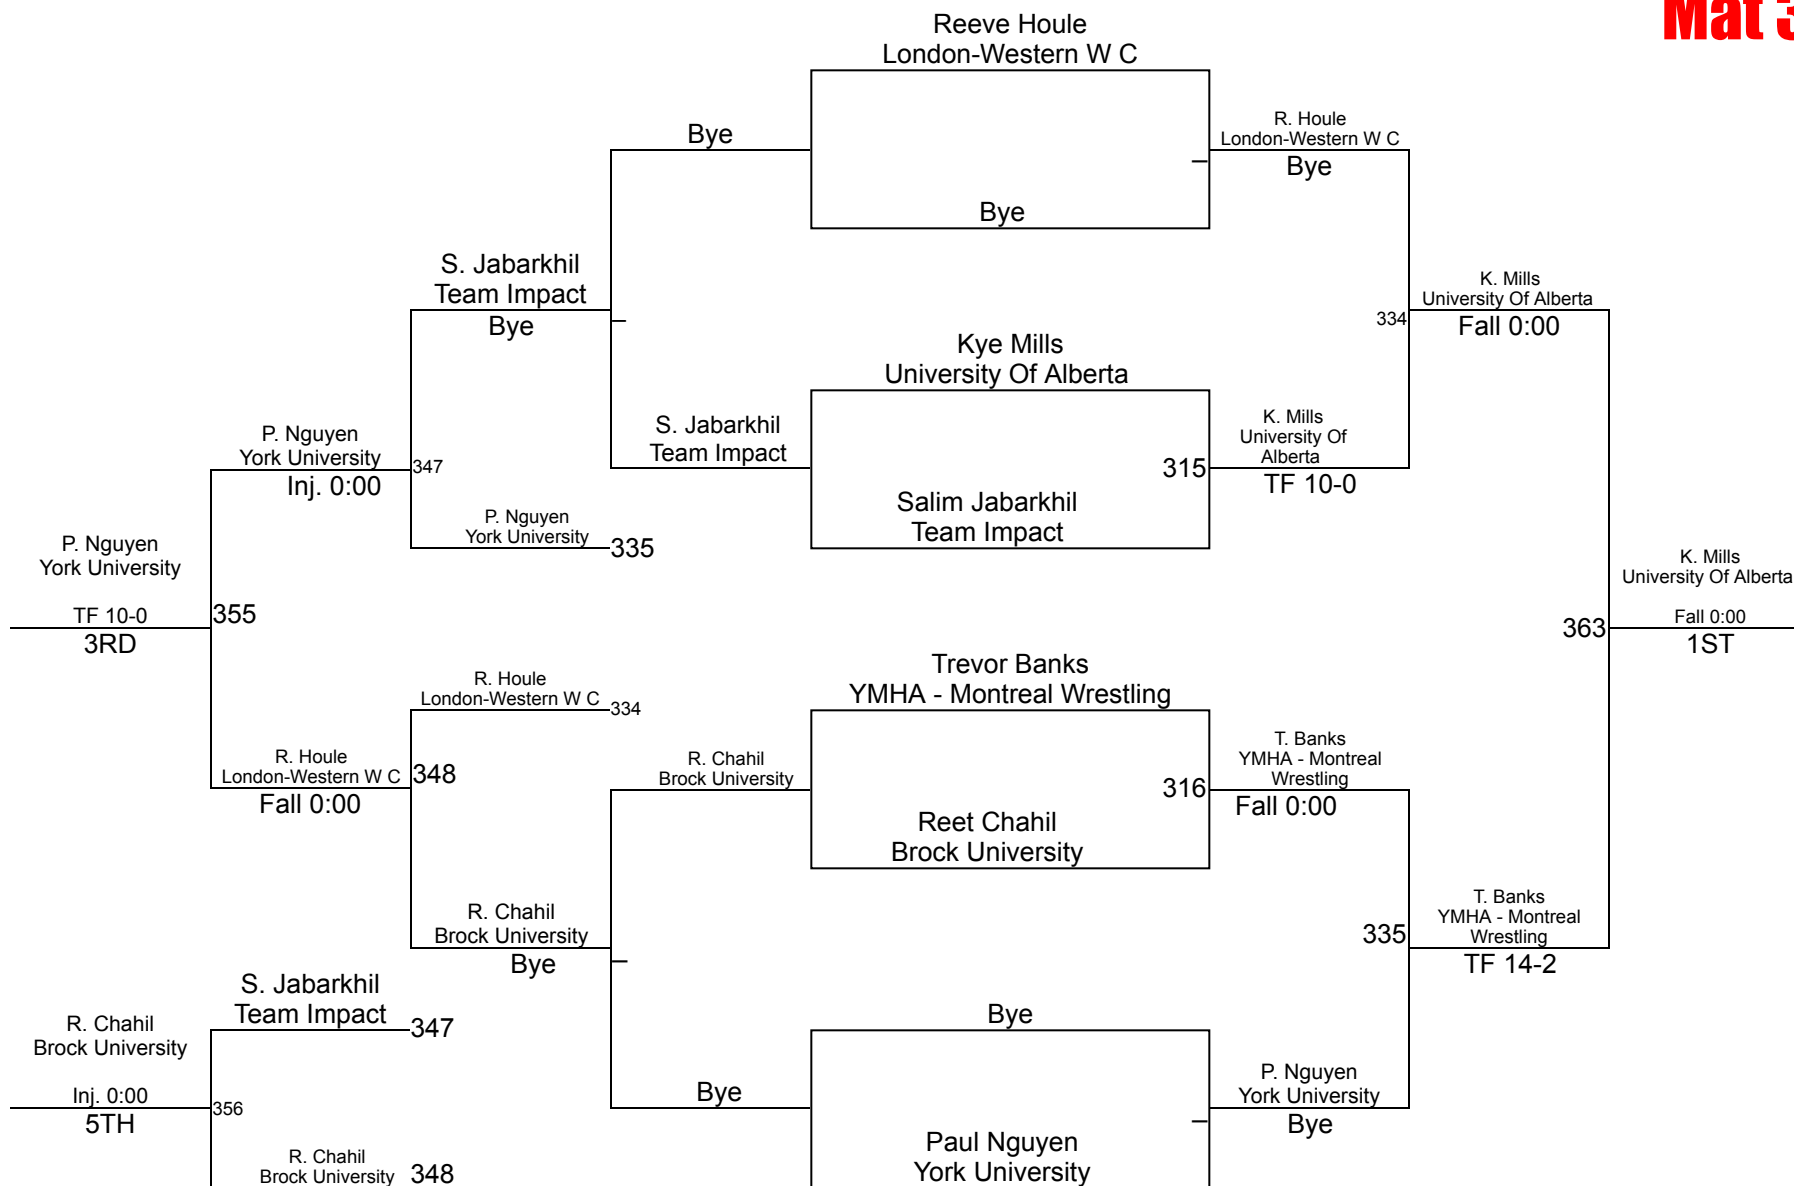 Mat 3
Reeve Houle
London-Western W C
Bye
R. Houle
London-Western W C
Bye
Bye
S. Jabarkhil
Team Impact
Bye
K. Mills
University Of Alberta
Fall 0:00
334
Kye Mills
University Of Alberta
S. Jabarkhil
Team Impact
K. Mills
University Of
Alberta
TF 10-0
315
P. Nguyen
York University
Inj. 0:00
347
Salim Jabarkhil
Team Impact
P. Nguyen
York University
335
P. Nguyen
York University
TF 10-0
3RD
355
K. Mills
University Of Alberta
Fall 0:00
1ST
363
Trevor Banks
YMHA - Montreal Wrestling
R. Houle
London-Western W C
334
R. Houle
London-Western W C
Fall 0:00
348
R. Chahil
Brock University
T. Banks
YMHA - Montreal
Wrestling
Fall 0:00
316
Reet Chahil
Brock University
R. Chahil
Brock University
Bye
T. Banks
YMHA - Montreal
Wrestling
TF 14-2
335
S. Jabarkhil
Team Impact
347
R. Chahil
Brock University
Inj. 0:00
5TH
356
Bye
Bye
P. Nguyen
York University
Bye
Paul Nguyen
York University
R. Chahil
Brock University
348